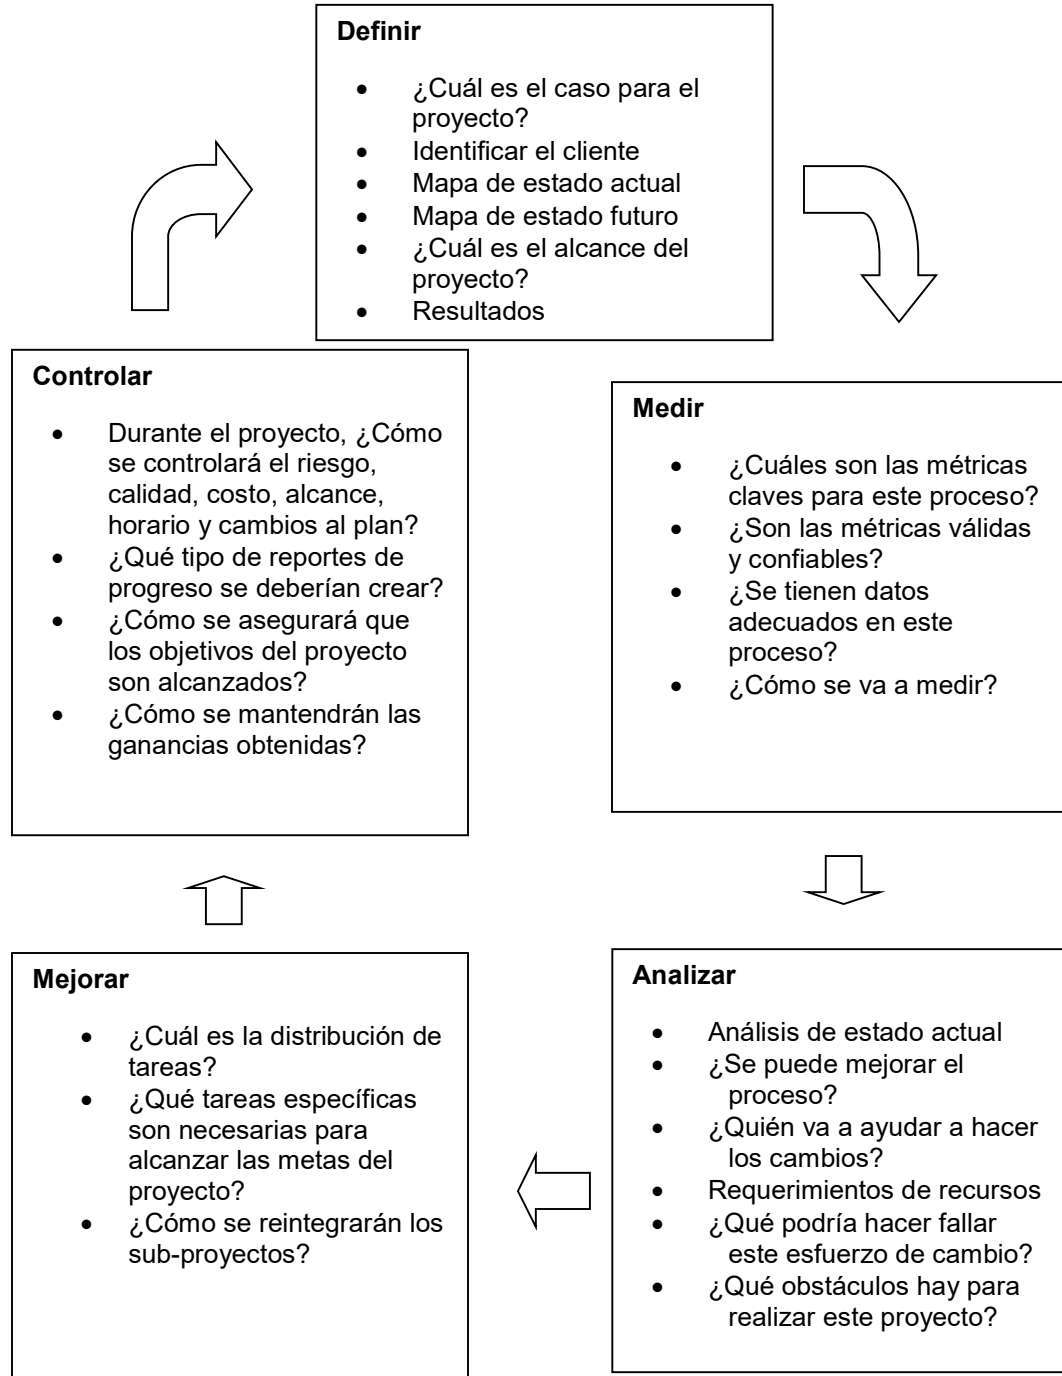 Definir
• ¿Cuál es el caso para el
proyecto?
• Identificar el cliente
• Mapa de estado actual
• Mapa de estado futuro
• ¿Cuál es el alcance del
proyecto?
• Resultados
Medir
• ¿Cuáles son las métricas
claves para este proceso?
• ¿Son las métricas válidas
y confiables?
• ¿Se tienen datos
adecuados en este
proceso?
• ¿Cómo se va a medir?
Analizar
• Análisis de estado actual
• ¿Se puede mejorar el
proceso?
• ¿Quién va a ayudar a hacer
los cambios?
• Requerimientos de recursos
• ¿Qué podría hacer fallar
este esfuerzo de cambio?
• ¿Qué obstáculos hay para
realizar este proyecto?
Mejorar
• ¿Cuál es la distribución de
tareas?
• ¿Qué tareas específicas
son necesarias para
alcanzar las metas del
proyecto?
• ¿Cómo se reintegrarán los
sub-proyectos?
Controlar
• Durante el proyecto, ¿Cómo
se controlará el riesgo,
calidad, costo, alcance,
horario y cambios al plan?
• ¿Qué tipo de reportes de
progreso se deberían crear?
• ¿Cómo se asegurará que
los objetivos del proyecto
son alcanzados?
• ¿Cómo se mantendrán las
ganancias obtenidas?